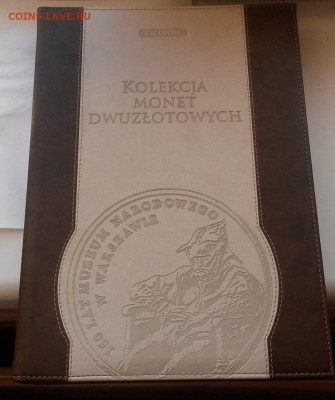 COINS.LAVE.RU
KOLEKCJA
MONET
DWUZŁOTOWYCH
150 LAT MUZEUM NARODOWEGO
W WARSZAWIE